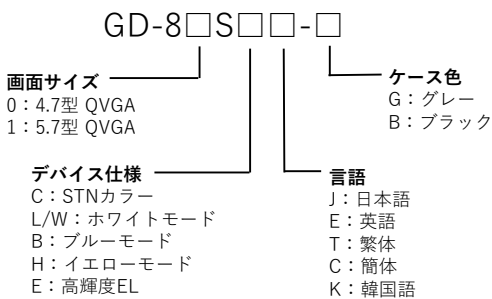 GD-8□S□□-□
画面サイズ
0：4.7型 QVGA
1：5.7型 QVGA
ケース色
G：グレー
B：ブラック
デバイス仕様
C：STNカラー
L/W：ホワイトモード
B：ブルーモード
H：イエローモード
E：高輝度EL
言語
J：日本語
E：英語
T：繁体
C：簡体
K：韓国語